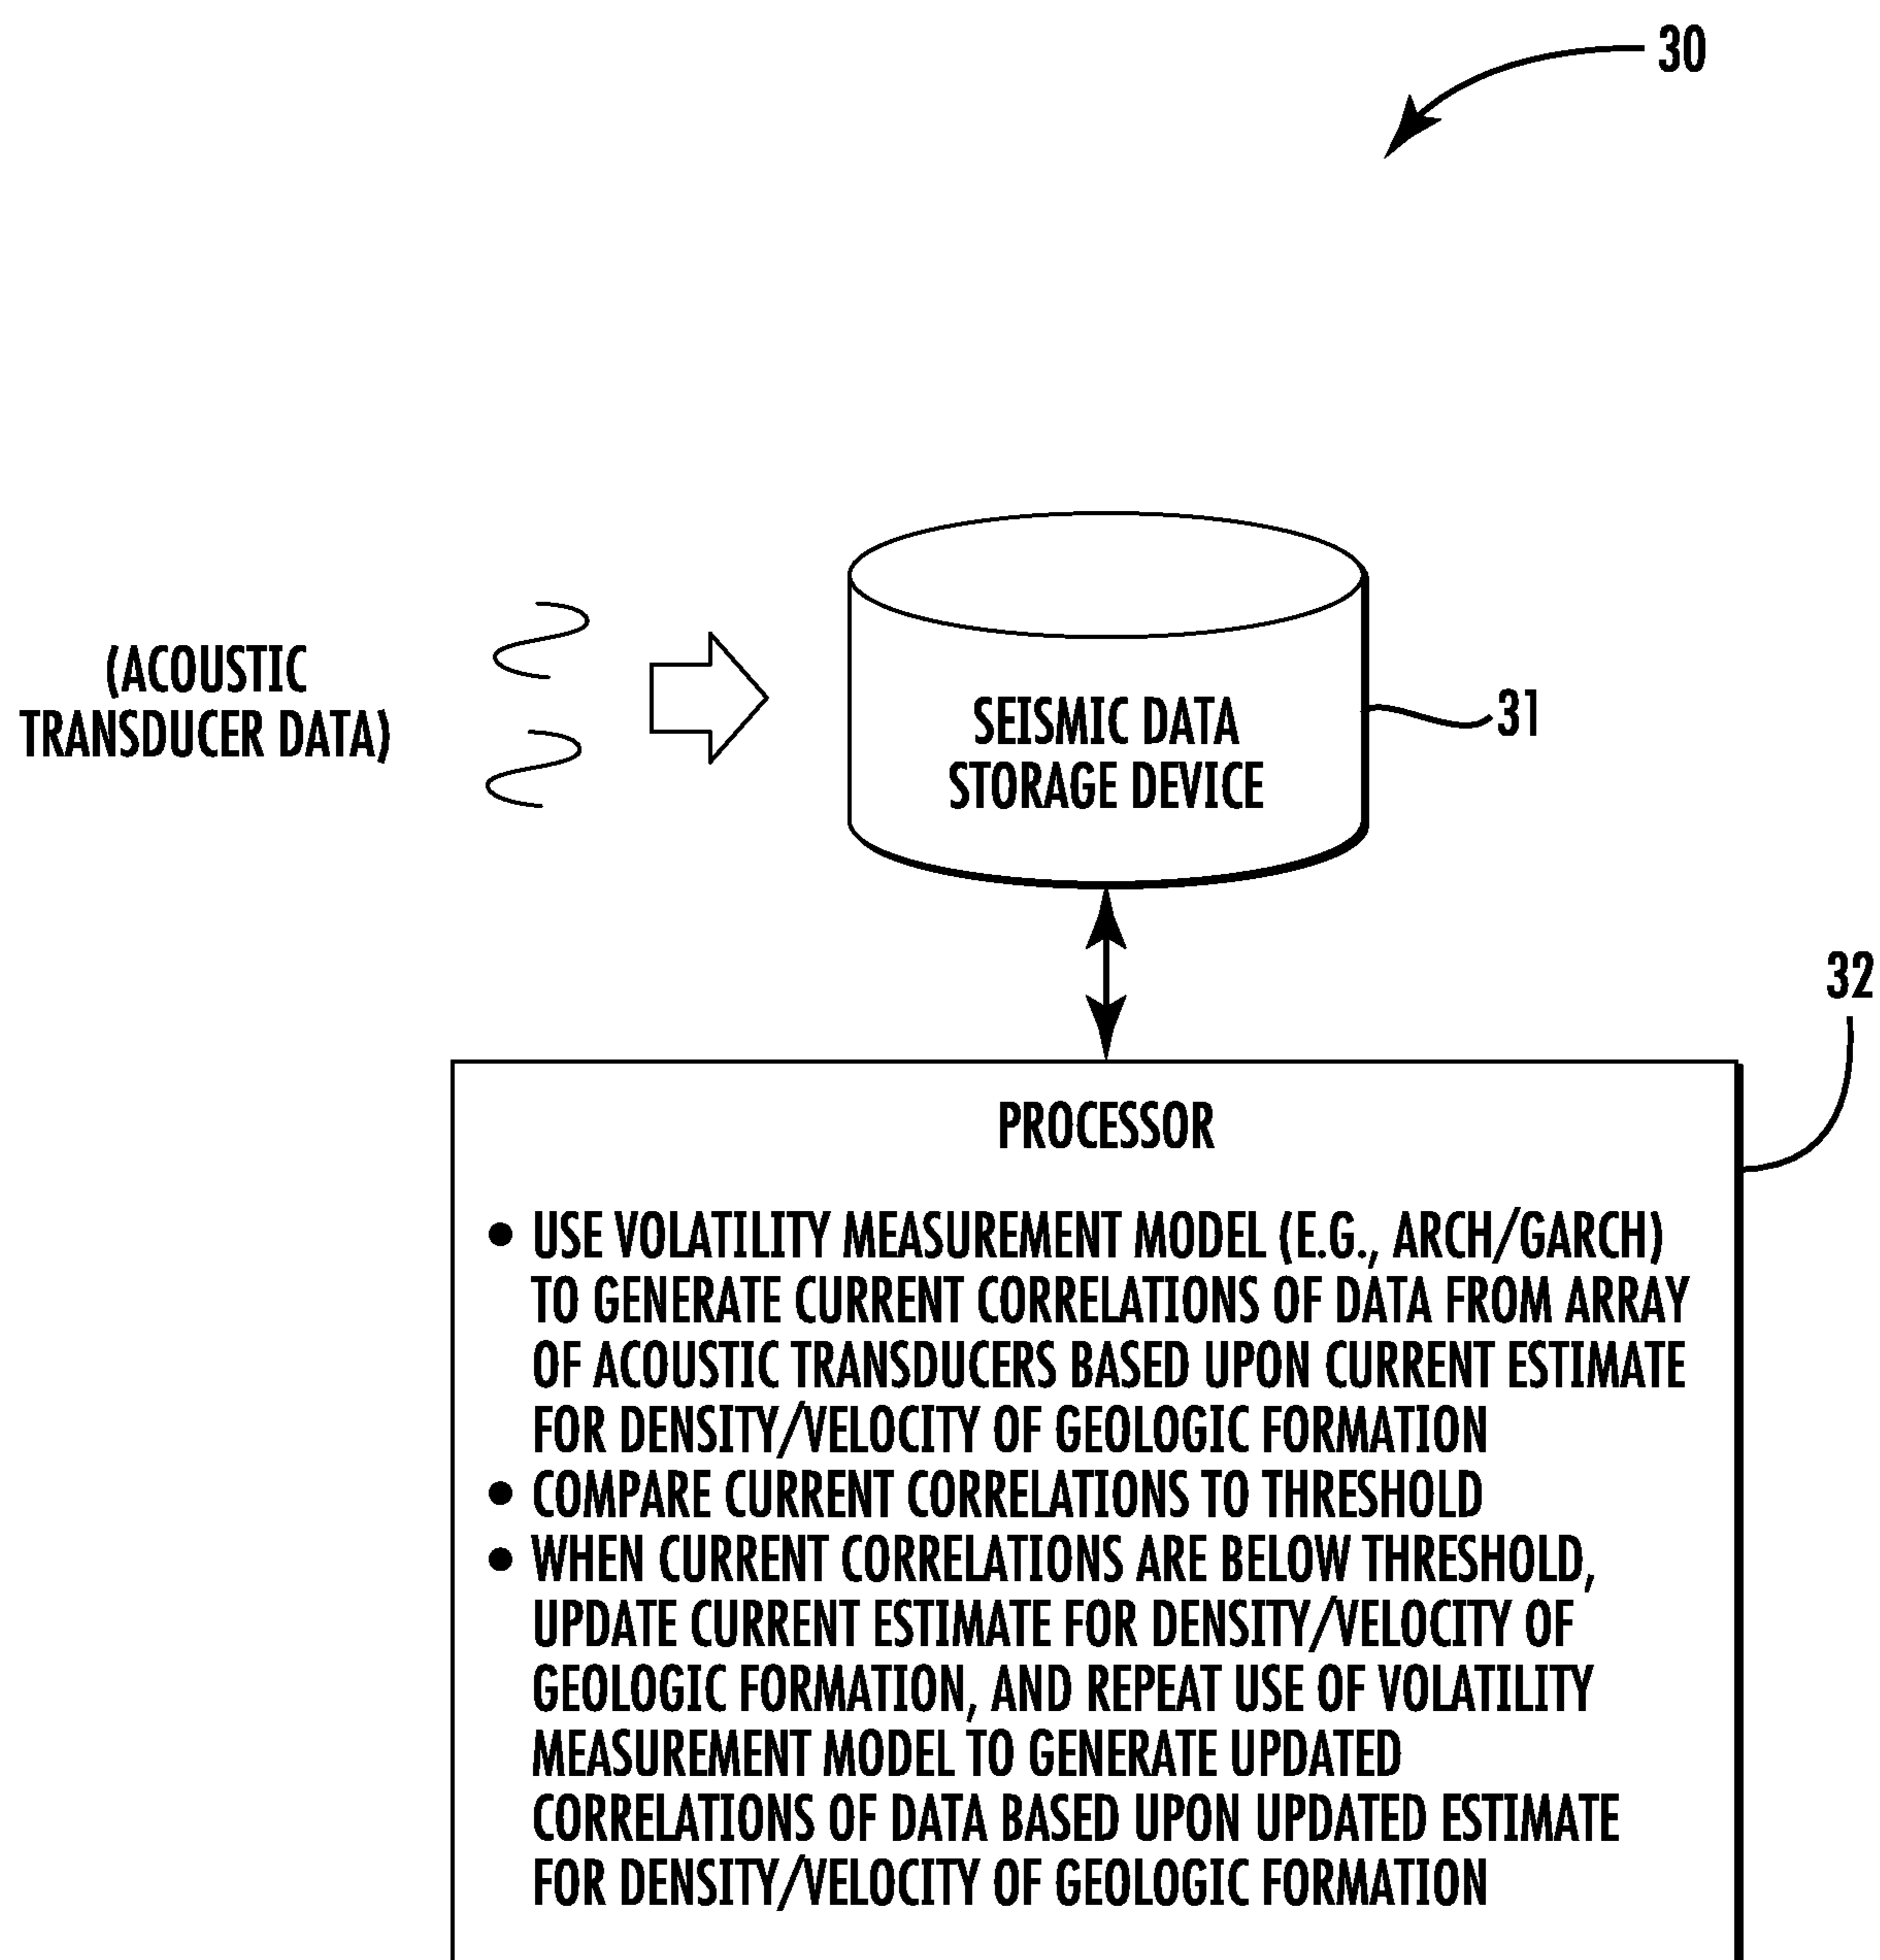 30
(ACOUSTIC
TRANSDUCER DATA)
SEISMIC DATA
STORAGE DEVICE
31
32
PROCESSOR
• USE VOLATILITY MEASUREMENT MODEL (E.G., ARCH/GARCH)
TO GENERATE CURRENT CORRELATIONS OF DATA FROM ARRAY
OF ACOUSTIC TRANSDUCERS BASED UPON CURRENT ESTIMATE
FOR DENSITY/VELOCITY OF GEOLOGIC FORMATION
• COMPARE CURRENT CORRELATIONS TO THRESHOLD
• WHEN CURRENT CORRELATIONS ARE BELOW THRESHOLD,
UPDATE CURRENT ESTIMATE FOR DENSITY/VELOCITY OF
GEOLOGIC FORMATION, AND REPEAT USE OF VOLATILITY
MEASUREMENT MODEL TO GENERATE UPDATED
CORRELATIONS OF DATA BASED UPON UPDATED ESTIMATE
FOR DENSITY/VELOCITY OF GEOLOGIC FORMATION